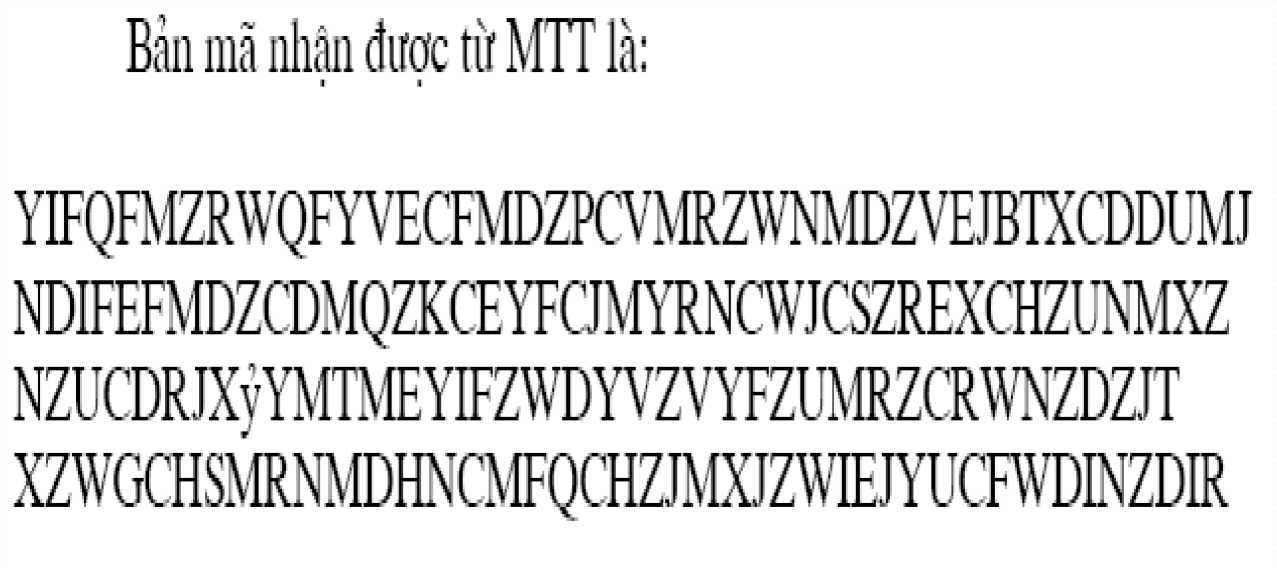 Bản mã nhận được từ MTT là:
YIFQFMZRWQFYVECFMDZPCVMRZWNMDZVEJBTXCDDUMJ
NDIFEFMDZCDMQZKCEYFCJMYRNCWJCSZREXCHZUNMXZ
NZUCDRJXỷYMTMEYIFZWDYVZVYFZUMRZCRWNZDZJT
XZWGCHSMRNMDHNCMFQCHZJMXJZWIEJYUCFWDINZDIR